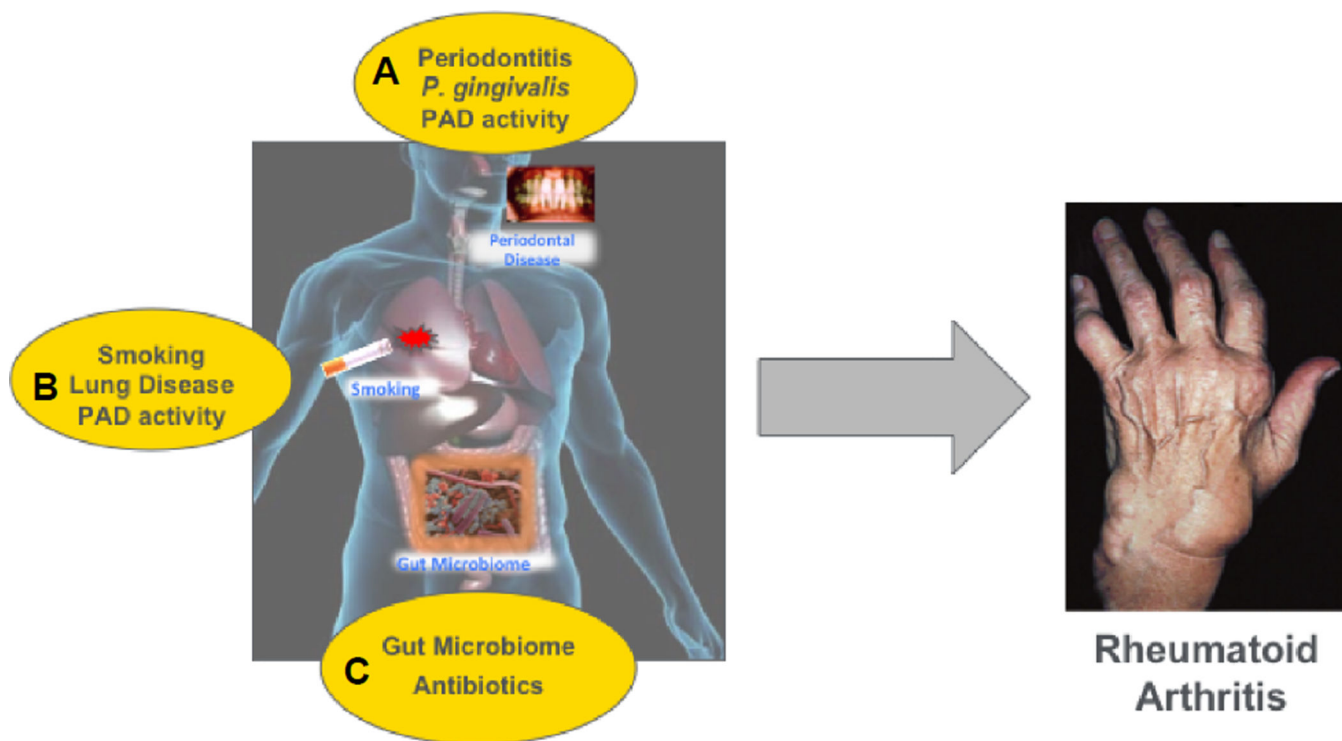 A
Periodontitis
P. gingivalis
PAD activity
Periodontal
Disease
B
Smoking
Lung Disease
PAD activity
Smoking
Gut Microbiome
C
Gut Microbiome
Antibiotics
Rheumatoid
Arthritis